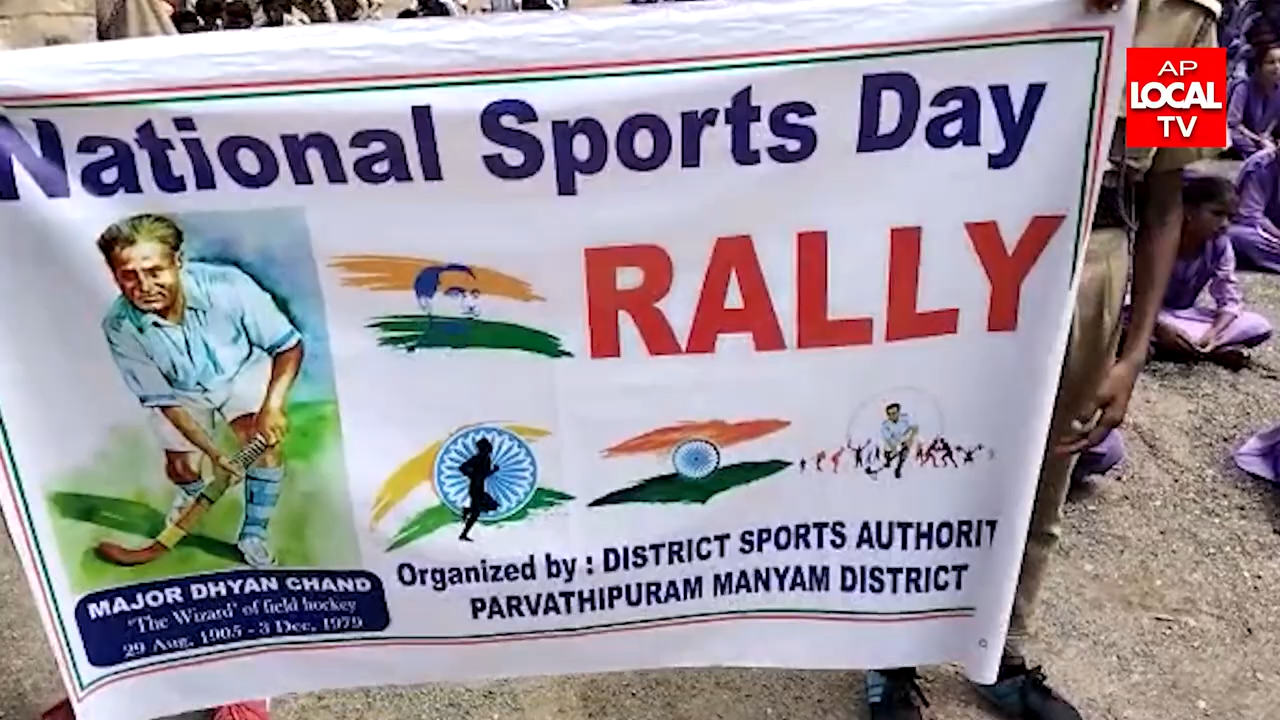 National Sports Day
RALLY
MAJOR DHYAN CHAND
'The Wizard' of field hockey
29 Aug, 1905 - 3 Dec, 1979
Organized by : DISTRICT SPORTS AUTHORIT
PARVATHIPURAM MANYAM DISTRICT
AP
LOCAL
TV